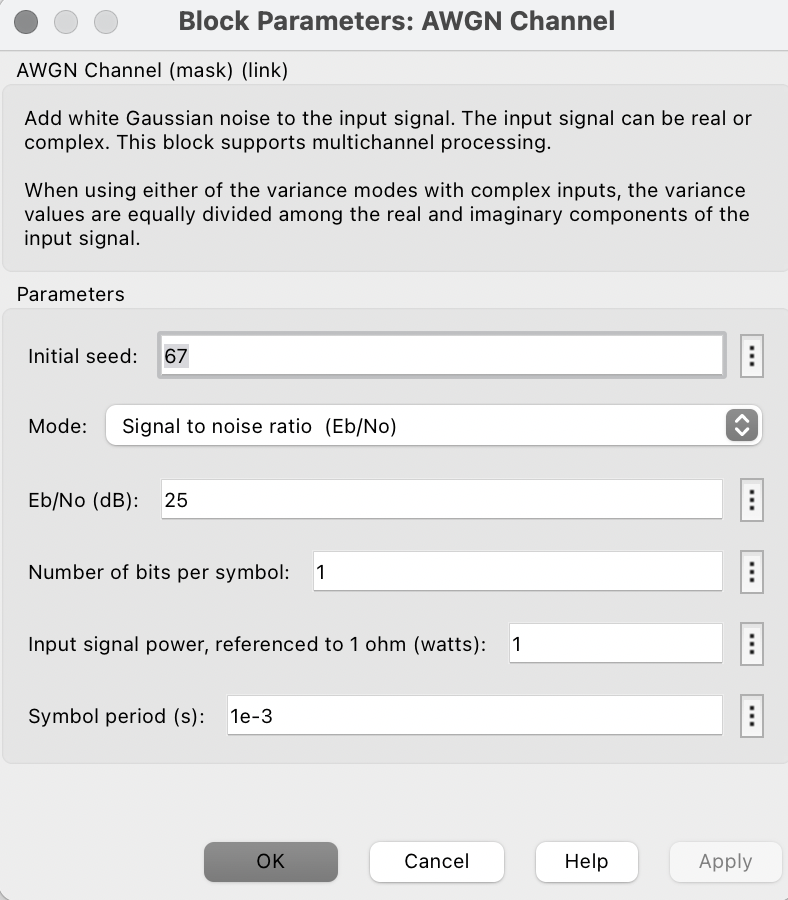 Block Parameters: AWGN Channel
AWGN Channel (mask) (link)
Add white Gaussian noise to the input signal. The input signal can be real or
complex. This block supports multichannel processing.
When using either of the variance modes with complex inputs, the variance
values are equally divided among the real and imaginary components of the
input signal.
Parameters
Initial seed: 67
Mode: Signal to noise ratio  (Eb/No)
Eb/No (dB): 25
Number of bits per symbol: 1
Input signal power, referenced to 1 ohm (watts): 1
Symbol period (s): 1e-3
OK Cancel Help Apply